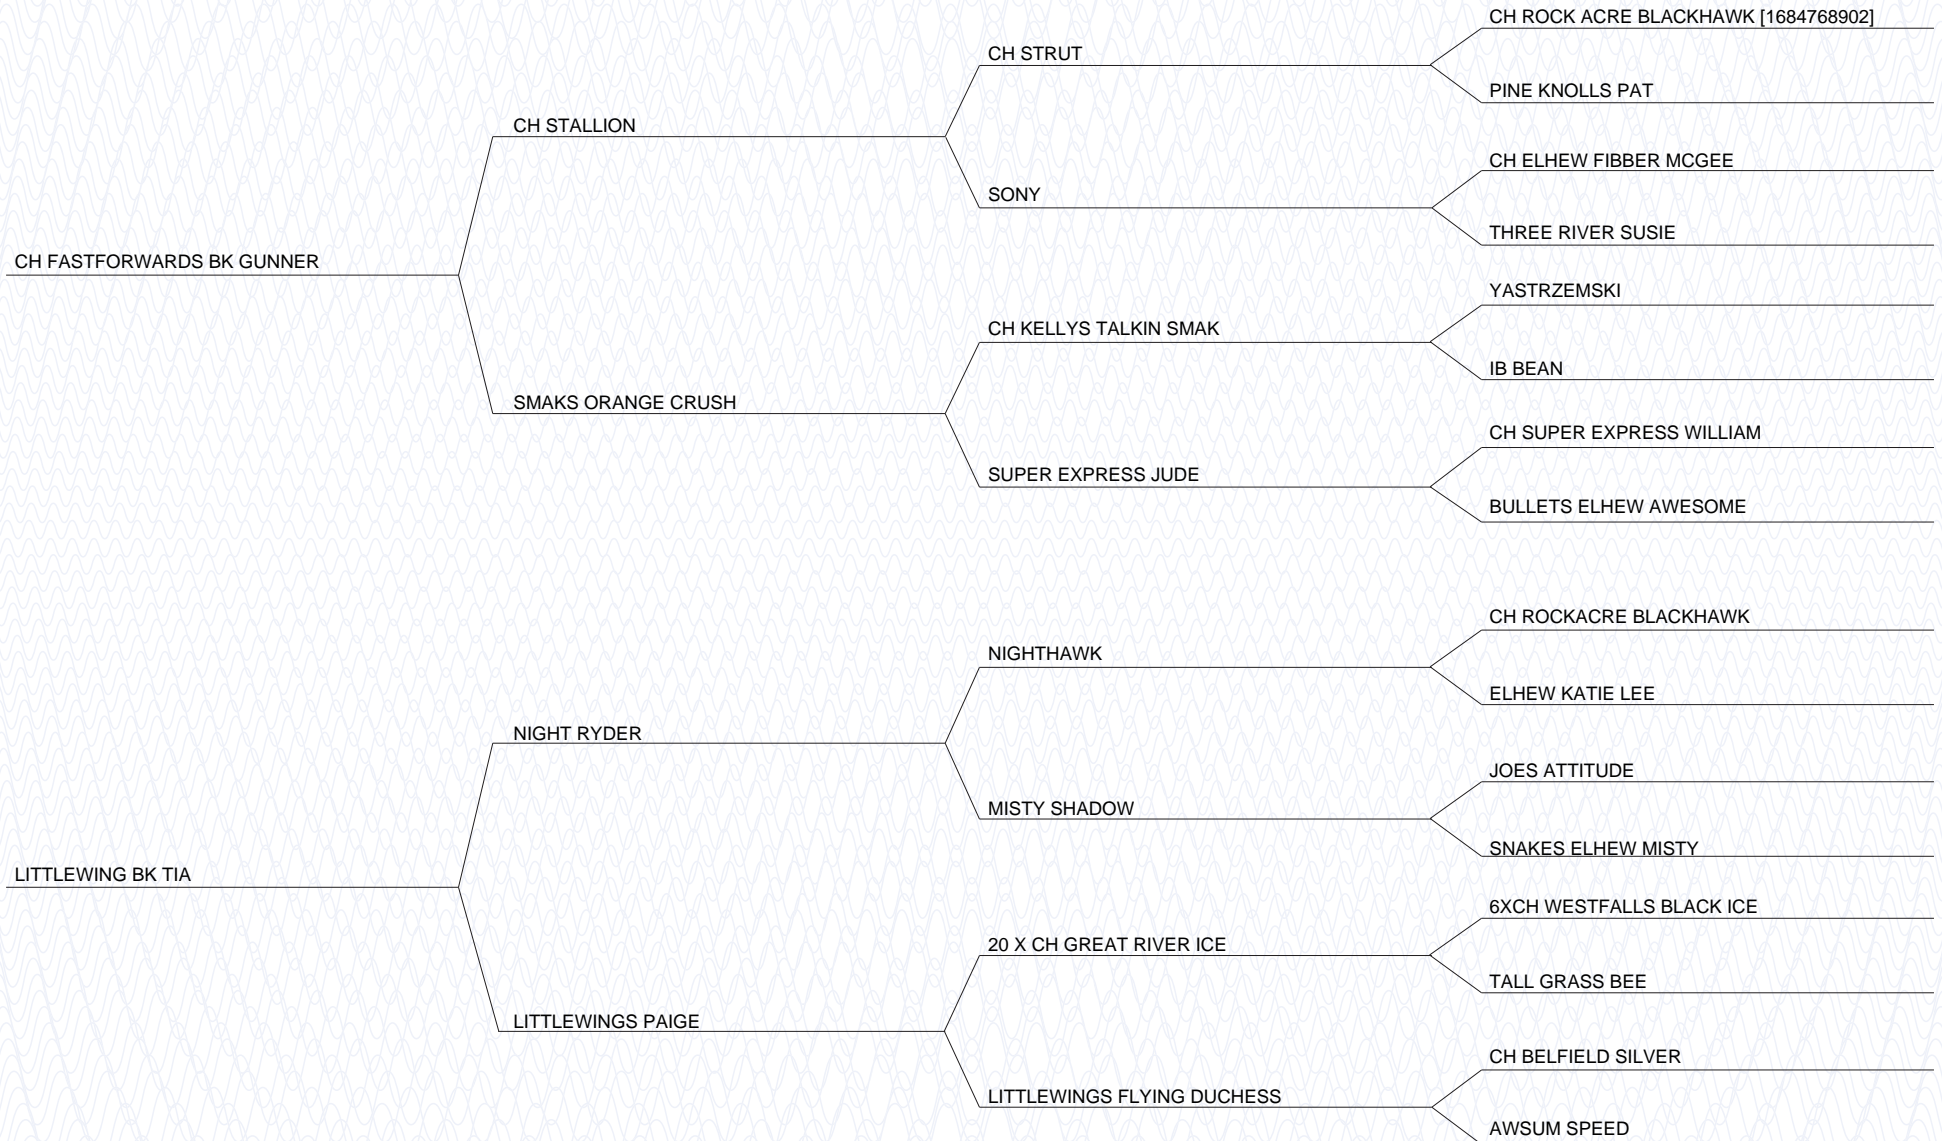 CH ROCK ACRE BLACKHAWK [1684768902]
CH STRUT
PINE KNOLLS PAT
CH STALLION
CH ELHEW FIBBER MCGEE
SONY
THREE RIVER SUSIE
CH FASTFORWARDS BK GUNNER
YASTRZEMSKI
CH KELLYS TALKIN SMAK
IB BEAN
SMAKS ORANGE CRUSH
CH SUPER EXPRESS WILLIAM
SUPER EXPRESS JUDE
BULLETS ELHEW AWESOME
CH ROCKACRE BLACKHAWK
NIGHTHAWK
ELHEW KATIE LEE
NIGHT RYDER
JOES ATTITUDE
MISTY SHADOW
SNAKES ELHEW MISTY
LITTLEWING BK TIA
6XCH WESTFALLS BLACK ICE
20 X CH GREAT RIVER ICE
TALL GRASS BEE
LITTLEWINGS PAIGE
CH BELFIELD SILVER
LITTLEWINGS FLYING DUCHESS
AWSUM SPEED